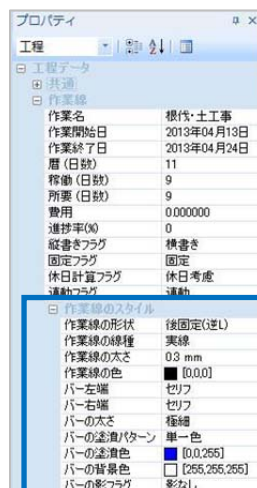 プロパティ
工程
工程データ
共通
作業線
作業名 根伐・土工事
作業開始日 2013年04月13日
作業終了日 2013年04月24日
暦(日数) 11
稼働(日数) 9
所要(日数) 9
費用 0.000000
進捗率(%) 0
縦書きフラグ 横書き
固定フラグ 固定
休日計算フラグ 休日考慮
連動フラグ 連動
作業線のスタイル
作業線の形状 後固定(逆L)
作業線の線種 実線
作業線の太さ 0.3 mm
作業線の色 [0,0,0]
バー左端 セリフ
バー右端 セリフ
バーの太さ 極細
バーの塗潰パターン 単一色
バーの塗潰色 [0,0,255]
バーの背景色 [255,255,255]
バーの影フラグ 影なし